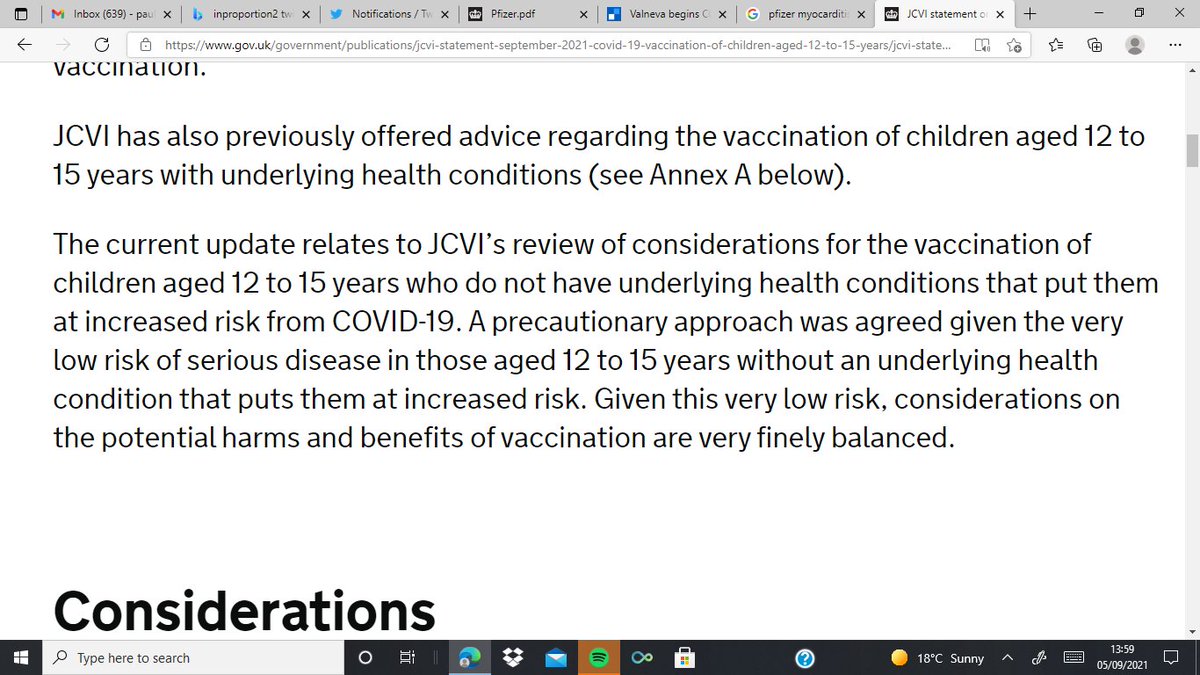 Inbox (639) - pau
inproportion2 twi
Notifications / Tw
Pfizer.pdf
Valneva begins C
pfizer myocarditi
JCVI statement o
https://www.gov.uk/government/publications/jcvi-statement-september-2021-covid-19-vaccination-of-children-aged-12-to-15-years/jcvi-state...
vaccination.
JCVI has also previously offered advice regarding the vaccination of children aged 12 to
15 years with underlying health conditions (see Annex A below).
The current update relates to JCVI’s review of considerations for the vaccination of
children aged 12 to 15 years who do not have underlying health conditions that put them
at increased risk from COVID-19. A precautionary approach was agreed given the very
low risk of serious disease in those aged 12 to 15 years without an underlying health
condition that puts them at increased risk. Given this very low risk, considerations on
the potential harms and benefits of vaccination are very finely balanced.
Considerations
Type here to search
18°C Sunny
13:59
05/09/2021